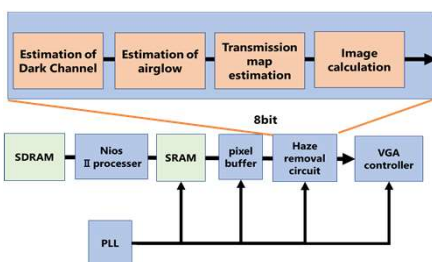 Estimation of
Dark Channel
Estimation of
airglow
Transmission
map
estimation
Image
calculation
8bit
SDRAM
Nios
Ⅱ processer
SRAM
pixel
buffer
Haze
removal
circuit
VGA
controller
PLL